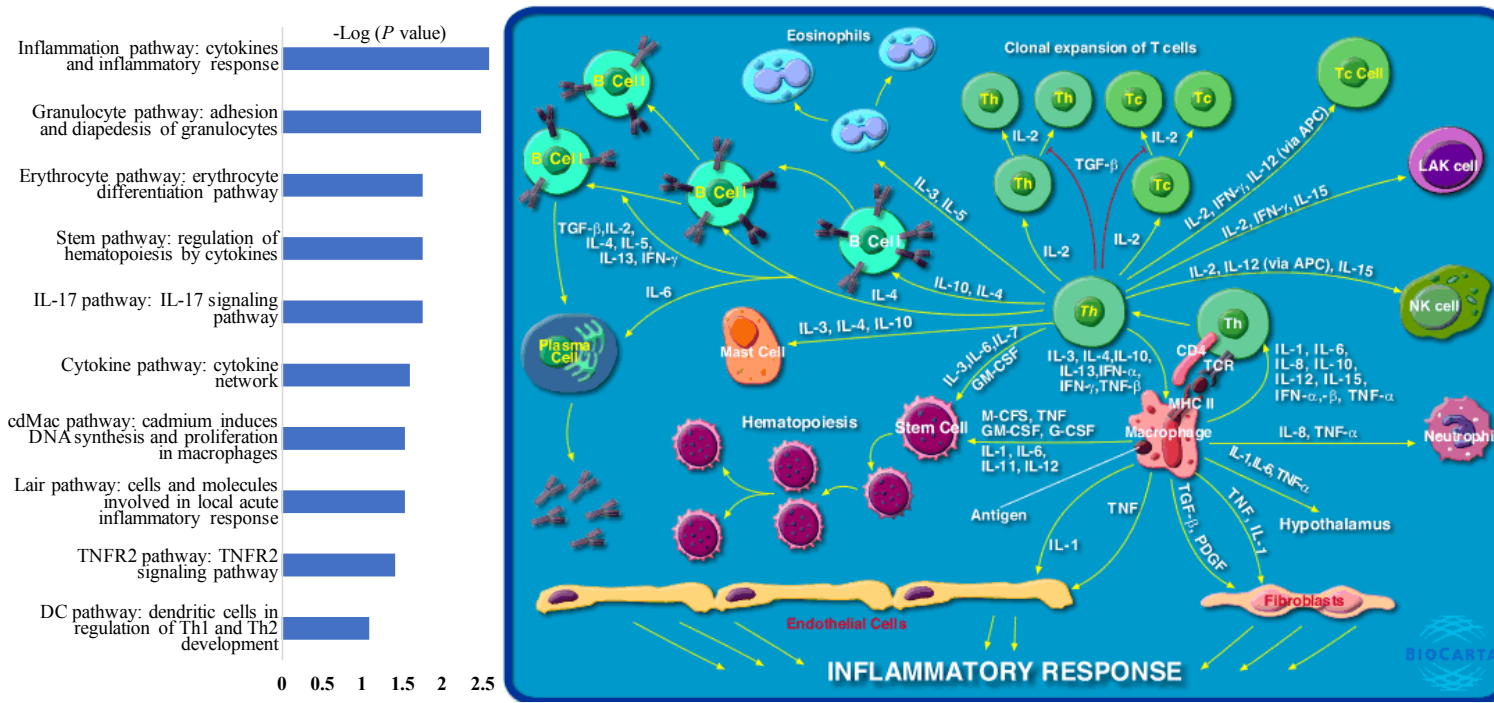 -Log (P value)
Inflammation pathway: cytokines
and inflammatory response
Granulocyte pathway: adhesion
and diapedesis of granulocytes
Erythrocyte pathway: erythrocyte
differentiation pathway
Stem pathway: regulation of
hematopoiesis by cytokines
IL-17 pathway: IL-17 signaling
pathway
Cytokine pathway: cytokine
network
cdMac pathway: cadmium induces
DNA synthesis and proliferation
in macrophages
Lair pathway: cells and molecules
involved in local acute
inflammatory response
TNFR2 pathway: TNFR2
signaling pathway
DC pathway: dendritic cells in
regulation of Th1 and Th2
development
0 0.5 1 1.5 2 2.5
Eosinophils
Clonal expansion of T cells
B Cell
B Cell
B Cell
B Cell
Th
Th
Tc
Tc
IL-2
IL-2
TGF-β
Th
Tc
IL-2
IL-2
Tc Cell
LAK cell
NK cell
IL-2, IFN-γ, IL-12 (via APC)
IL-2, IFN-γ, IL-15
IL-2, IL-12 (via APC), IL-15
IL-3, IL-5
TGF-β,IL-2,
IL-4, IL-5,
IL-13, IFN-γ
IL-6
IL-4
IL-10, IL-4
Th
Th
Plasma
Cell
Mast Cell
IL-3, IL-4, IL-10
IL-3,IL-6,IL-7
GM-CSF
IL-3, IL-4,IL-10,
IL-13,IFN-α,
IFN-γ,TNF-β
CD4
TCR
MHC II
IL-1, IL-6,
IL-8, IL-10,
IL-12, IL-15,
IFN-α,-β, TNF-α
Hematopoiesis
Stem Cell
M-CFS, TNF
GM-CSF, G-CSF
IL-1, IL-6,
IL-11, IL-12
Macrophage
IL-8, TNF-α
Neutrophi
IL-1,IL-6, TNF-α
Hypothalamus
Antigen
IL-1
TNF
TGF-β, PDGF
TNF, IL-1
Endothelial Cells
Fibroblasts
INFLAMMATORY RESPONSE
BIOCARTA